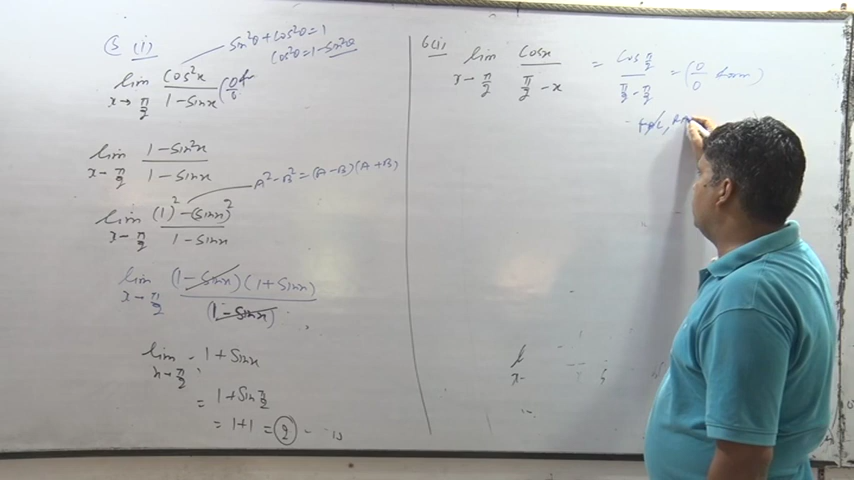 5 (i) Sin²θ + Cos²θ = 1
Cos²θ = 1 - Sin²θ
lim x→π/2 Cos²x / (1 - Sinx) (0/0
lim x→π/2 (1 - Sin²x) / (1 - Sinx)
A² - B² = (A - B)(A + B)
lim x→π/2 ((1)² - (Sinx)²) / (1 - Sinx)
lim x→π/2 (1 - Sinx)(1 + Sinx) / (1 - Sinx)
lim x→π/2 1 + Sinx
= 1 + Sin π/2
= 1 + 1 = 2
6(i) lim x→π/2 Cosx / (π/2 - x) = Cos π/2 / (π/2 - π/2) = (0/0 form)